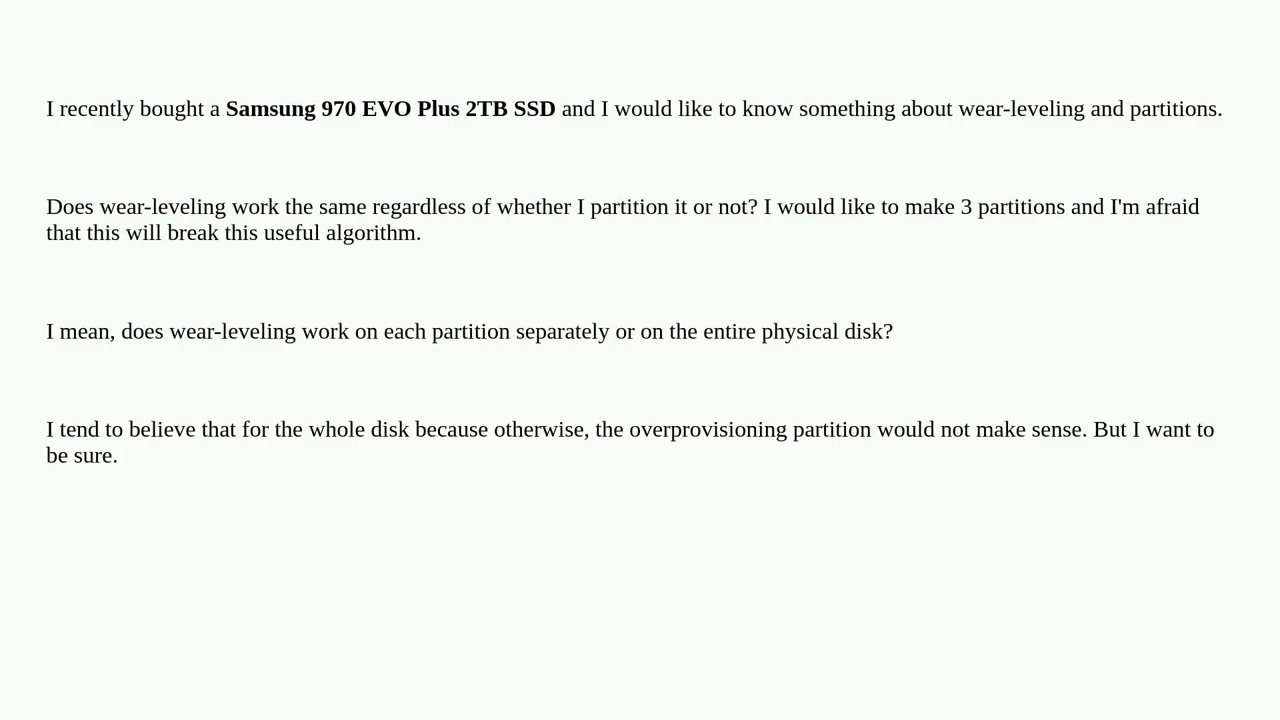 I recently bought a Samsung 970 EVO Plus 2TB SSD and I would like to know something about wear-leveling and partitions.
Does wear-leveling work the same regardless of whether I partition it or not? I would like to make 3 partitions and I'm afraid
that this will break this useful algorithm.
I mean, does wear-leveling work on each partition separately or on the entire physical disk?
I tend to believe that for the whole disk because otherwise, the overprovisioning partition would not make sense. But I want to
be sure.